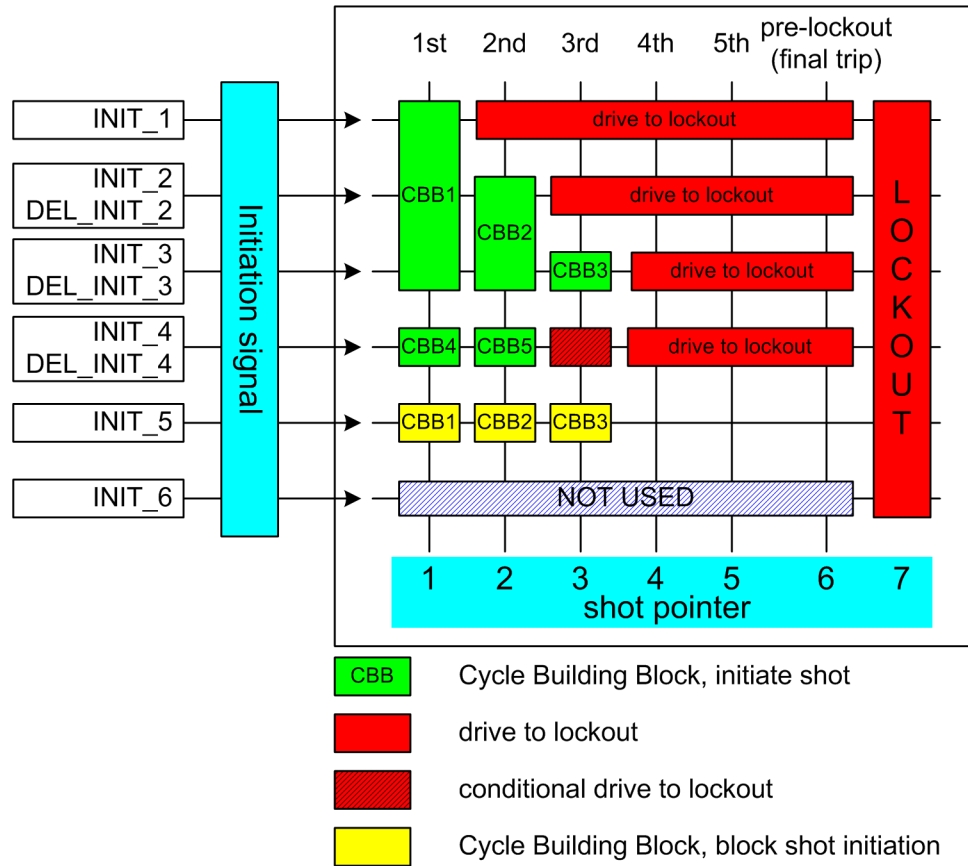 1st 2nd 3rd 4th 5th pre-lockout
(final trip)
INIT_1
drive to lockout
INIT_2
DEL_INIT_2
CBB1
drive to lockout
CBB2
INIT_3
DEL_INIT_3
CBB3
drive to lockout
INIT_4
DEL_INIT_4
CBB4
CBB5
drive to lockout
INIT_5
CBB1
CBB2
CBB3
INIT_6
NOT USED
Initiation signal
LOCKOUT
1 2 3 4 5 6 7
shot pointer
CBB Cycle Building Block, initiate shot
drive to lockout
conditional drive to lockout
Cycle Building Block, block shot initiation